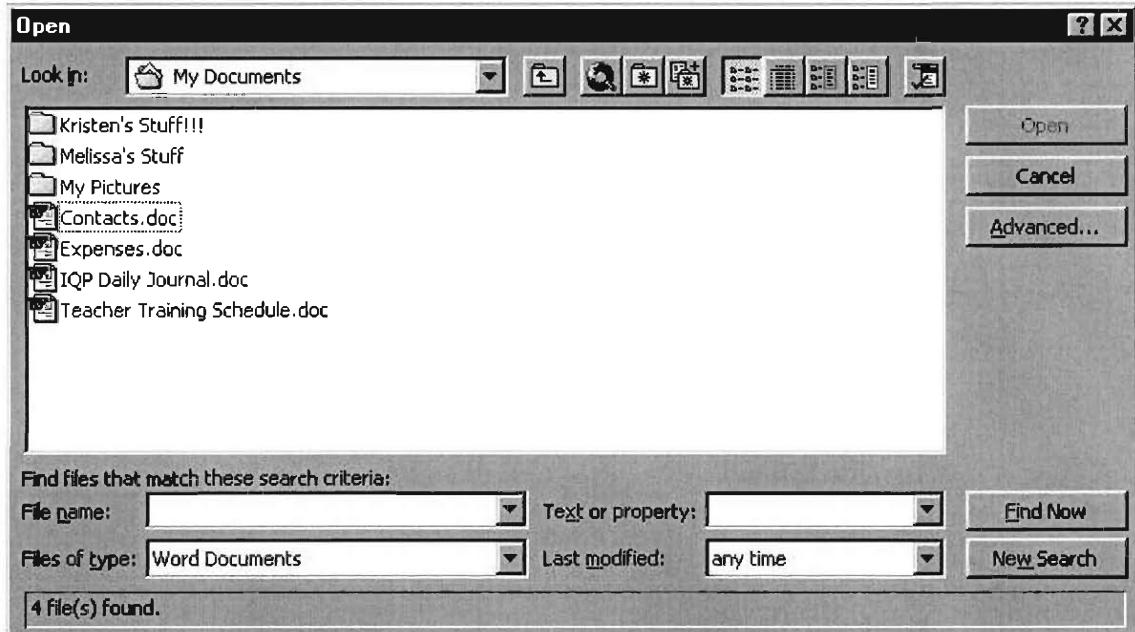 Open
Look in: My Documents
Kristen's Stuff!!!
Melissa's Stuff
My Pictures
Contacts.doc
Expenses.doc
IQP Daily Journal.doc
Teacher Training Schedule.doc
Open
Cancel
Advanced...
Find files that match these search criteria:
File name: Text or property: Find Now
Files of type: Word Documents Last modified: any time New Search
4 file(s) found.